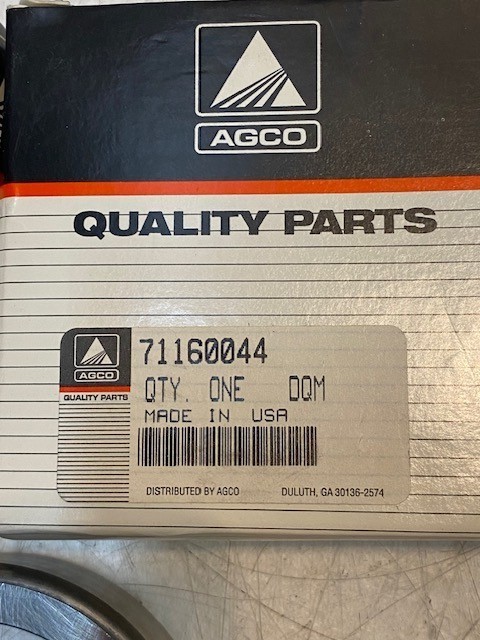 AGCO
QUALITY PARTS
AGCO
QUALITY PARTS
71160044
QTY. ONE DQM
MADE IN USA
DISTRIBUTED BY AGCO DULUTH, GA 30136-2574